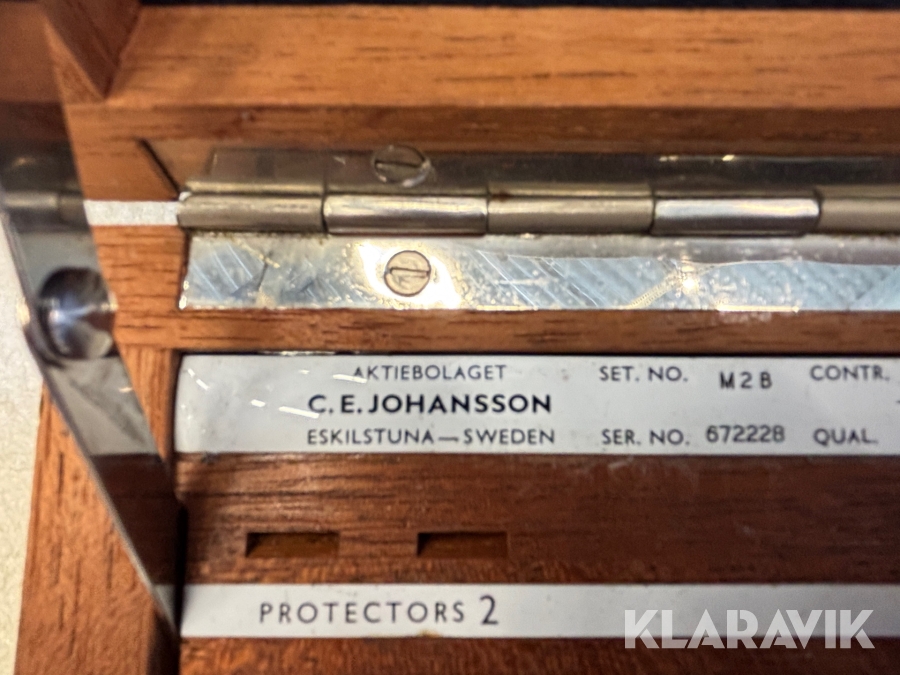 AKTIEBOLAGET SET. NO. M2B CONTR.
C. E. JOHANSSON
ESKILSTUNA—SWEDEN SER. NO. 672228 QUAL.
PROTECTORS 2
KLARAVIK